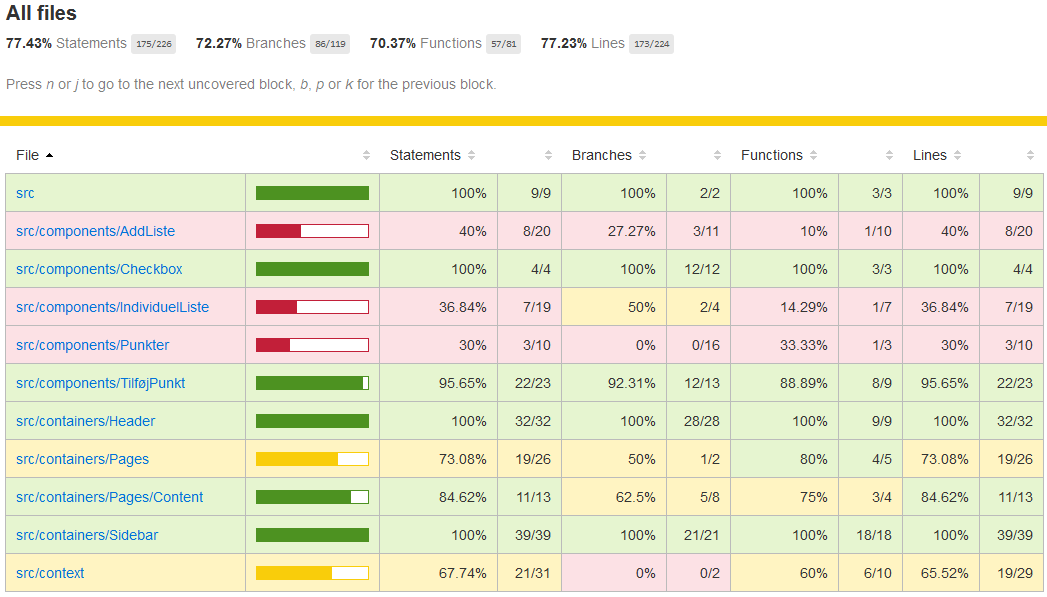 All files
77.43% Statements 175/226 72.27% Branches 86/119 70.37% Functions 57/81 77.23% Lines 173/224
Press n or j to go to the next uncovered block, b, p or k for the previous block.
File Statements Branches Functions Lines
src 100% 9/9 100% 2/2 100% 3/3 100% 9/9
src/components/AddListe 40% 8/20 27.27% 3/11 10% 1/10 40% 8/20
src/components/Checkbox 100% 4/4 100% 12/12 100% 3/3 100% 4/4
src/components/IndividuelListe 36.84% 7/19 50% 2/4 14.29% 1/7 36.84% 7/19
src/components/Punkter 30% 3/10 0% 0/16 33.33% 1/3 30% 3/10
src/components/TilføjPunkt 95.65% 22/23 92.31% 12/13 88.89% 8/9 95.65% 22/23
src/containers/Header 100% 32/32 100% 28/28 100% 9/9 100% 32/32
src/containers/Pages 73.08% 19/26 50% 1/2 80% 4/5 73.08% 19/26
src/containers/Pages/Content 84.62% 11/13 62.5% 5/8 75% 3/4 84.62% 11/13
src/containers/Sidebar 100% 39/39 100% 21/21 100% 18/18 100% 39/39
src/context 67.74% 21/31 0% 0/2 60% 6/10 65.52% 19/29